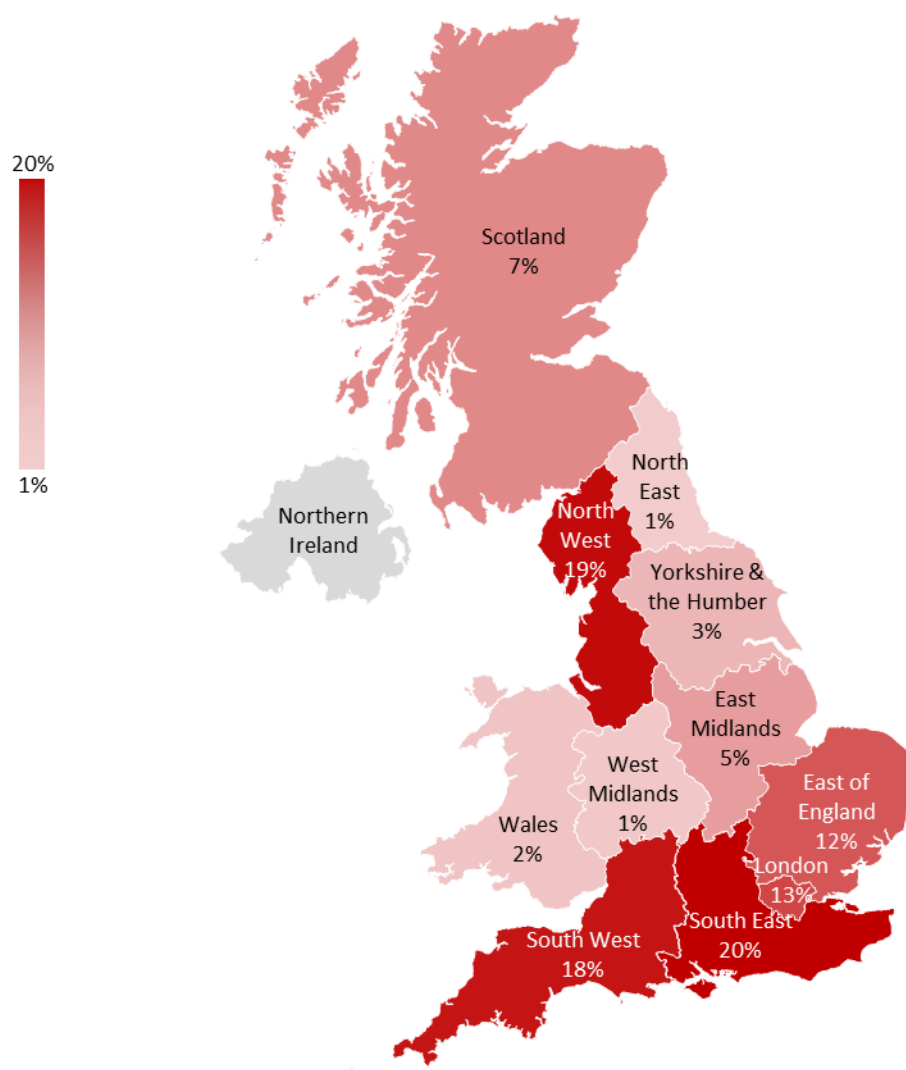 20%
1%
Scotland
7%
Northern
Ireland
North
East
1%
North
West
19%
Yorkshire &
the Humber
3%
East
Midlands
5%
West
Midlands
1%
Wales
2%
East of
England
12%
London
13%
South East
20%
South West
18%